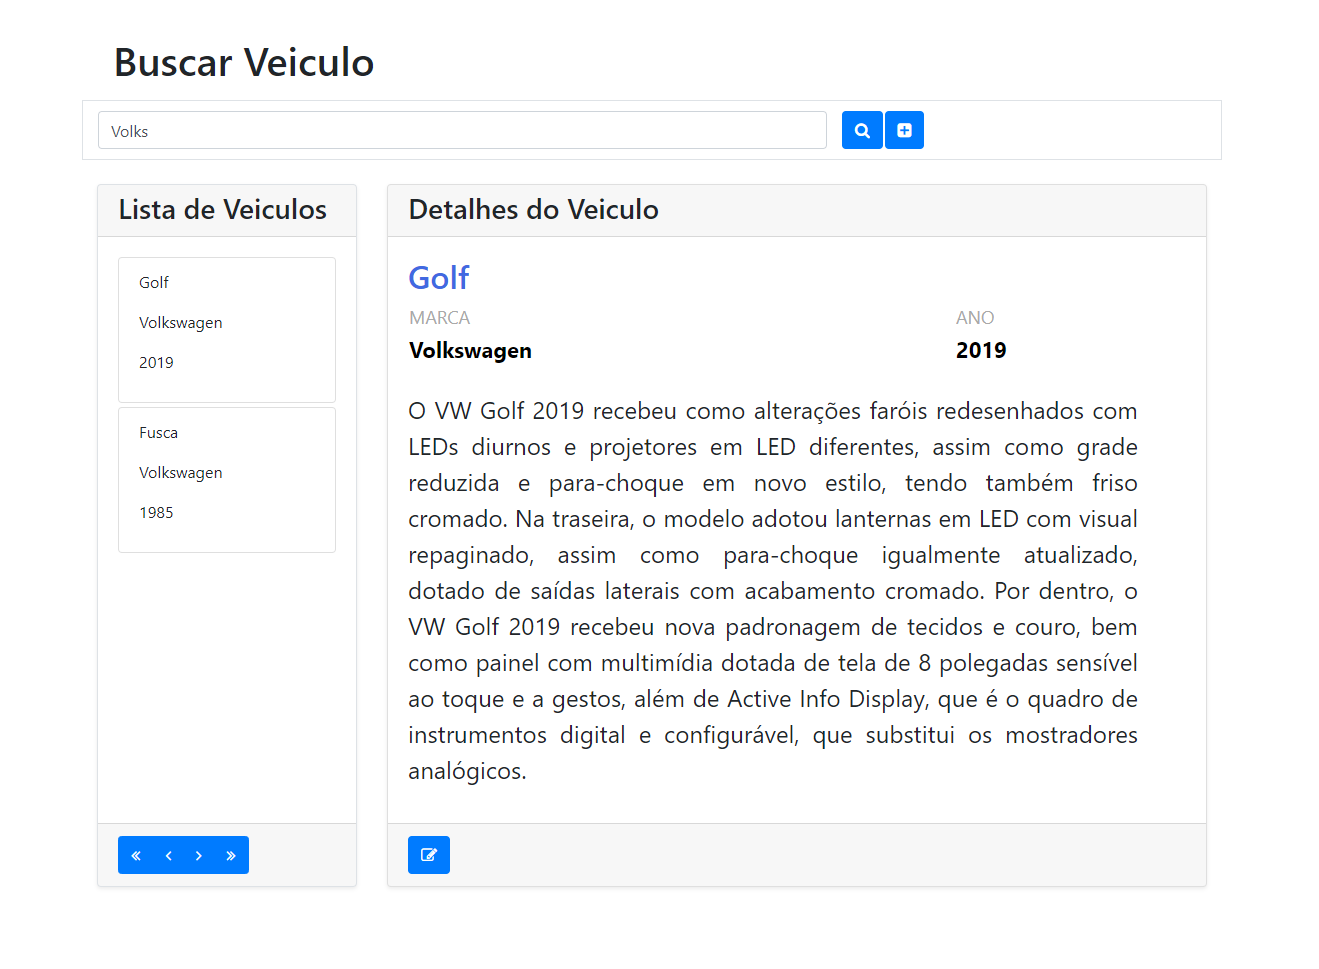 Buscar Veiculo
Volks
Lista de Veiculos
Golf
Volkswagen
2019
Fusca
Volkswagen
1985
Detalhes do Veiculo
Golf
MARCA
ANO
Volkswagen
2019
O VW Golf 2019 recebeu como alterações faróis redesenhados com
LEDs diurnos e projetores em LED diferentes, assim como grade
reduzida e para-choque em novo estilo, tendo também friso
cromado. Na traseira, o modelo adotou lanternas em LED com visual
repaginado, assim como para-choque igualmente atualizado,
dotado de saídas laterais com acabamento cromado. Por dentro, o
VW Golf 2019 recebeu nova padronagem de tecidos e couro, bem
como painel com multimídia dotada de tela de 8 polegadas sensível
ao toque e a gestos, além de Active Info Display, que é o quadro de
instrumentos digital e configurável, que substitui os mostradores
analógicos.